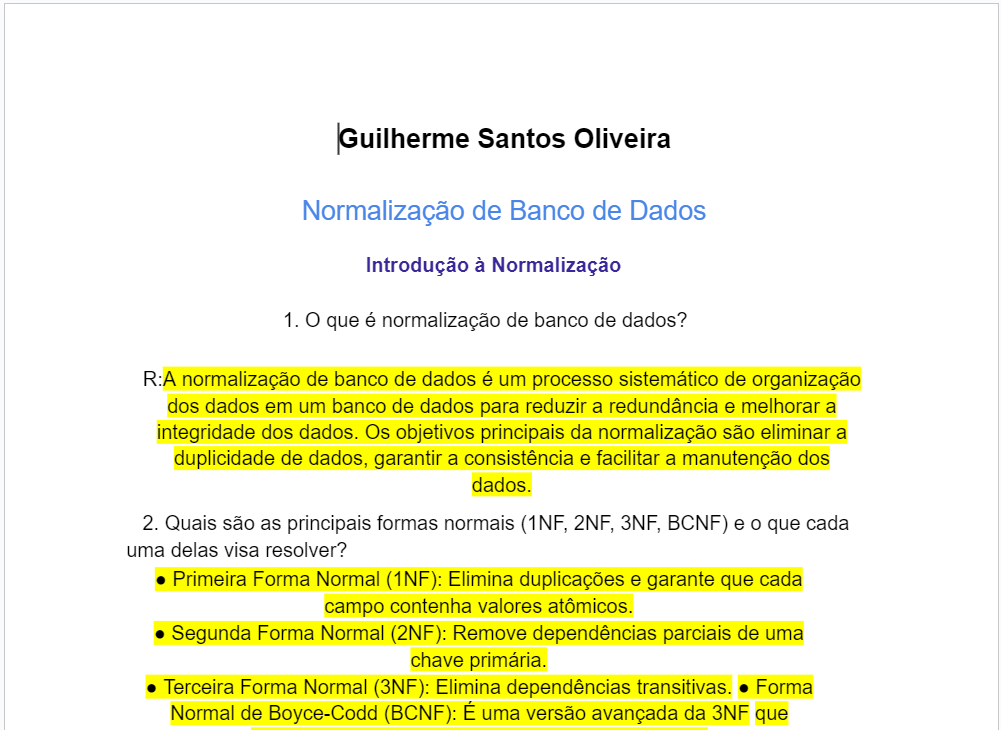 Guilherme Santos Oliveira
Normalização de Banco de Dados
Introdução à Normalização
1. O que é normalização de banco de dados?
R:A normalização de banco de dados é um processo sistemático de organização
dos dados em um banco de dados para reduzir a redundância e melhorar a
integridade dos dados. Os objetivos principais da normalização são eliminar a
duplicidade de dados, garantir a consistência e facilitar a manutenção dos
dados.
2. Quais são as principais formas normais (1NF, 2NF, 3NF, BCNF) e o que cada
uma delas visa resolver?
● Primeira Forma Normal (1NF): Elimina duplicações e garante que cada
campo contenha valores atômicos.
● Segunda Forma Normal (2NF): Remove dependências parciais de uma
chave primária.
● Terceira Forma Normal (3NF): Elimina dependências transitivas. ● Forma
Normal de Boyce-Codd (BCNF): É uma versão avançada da 3NF que